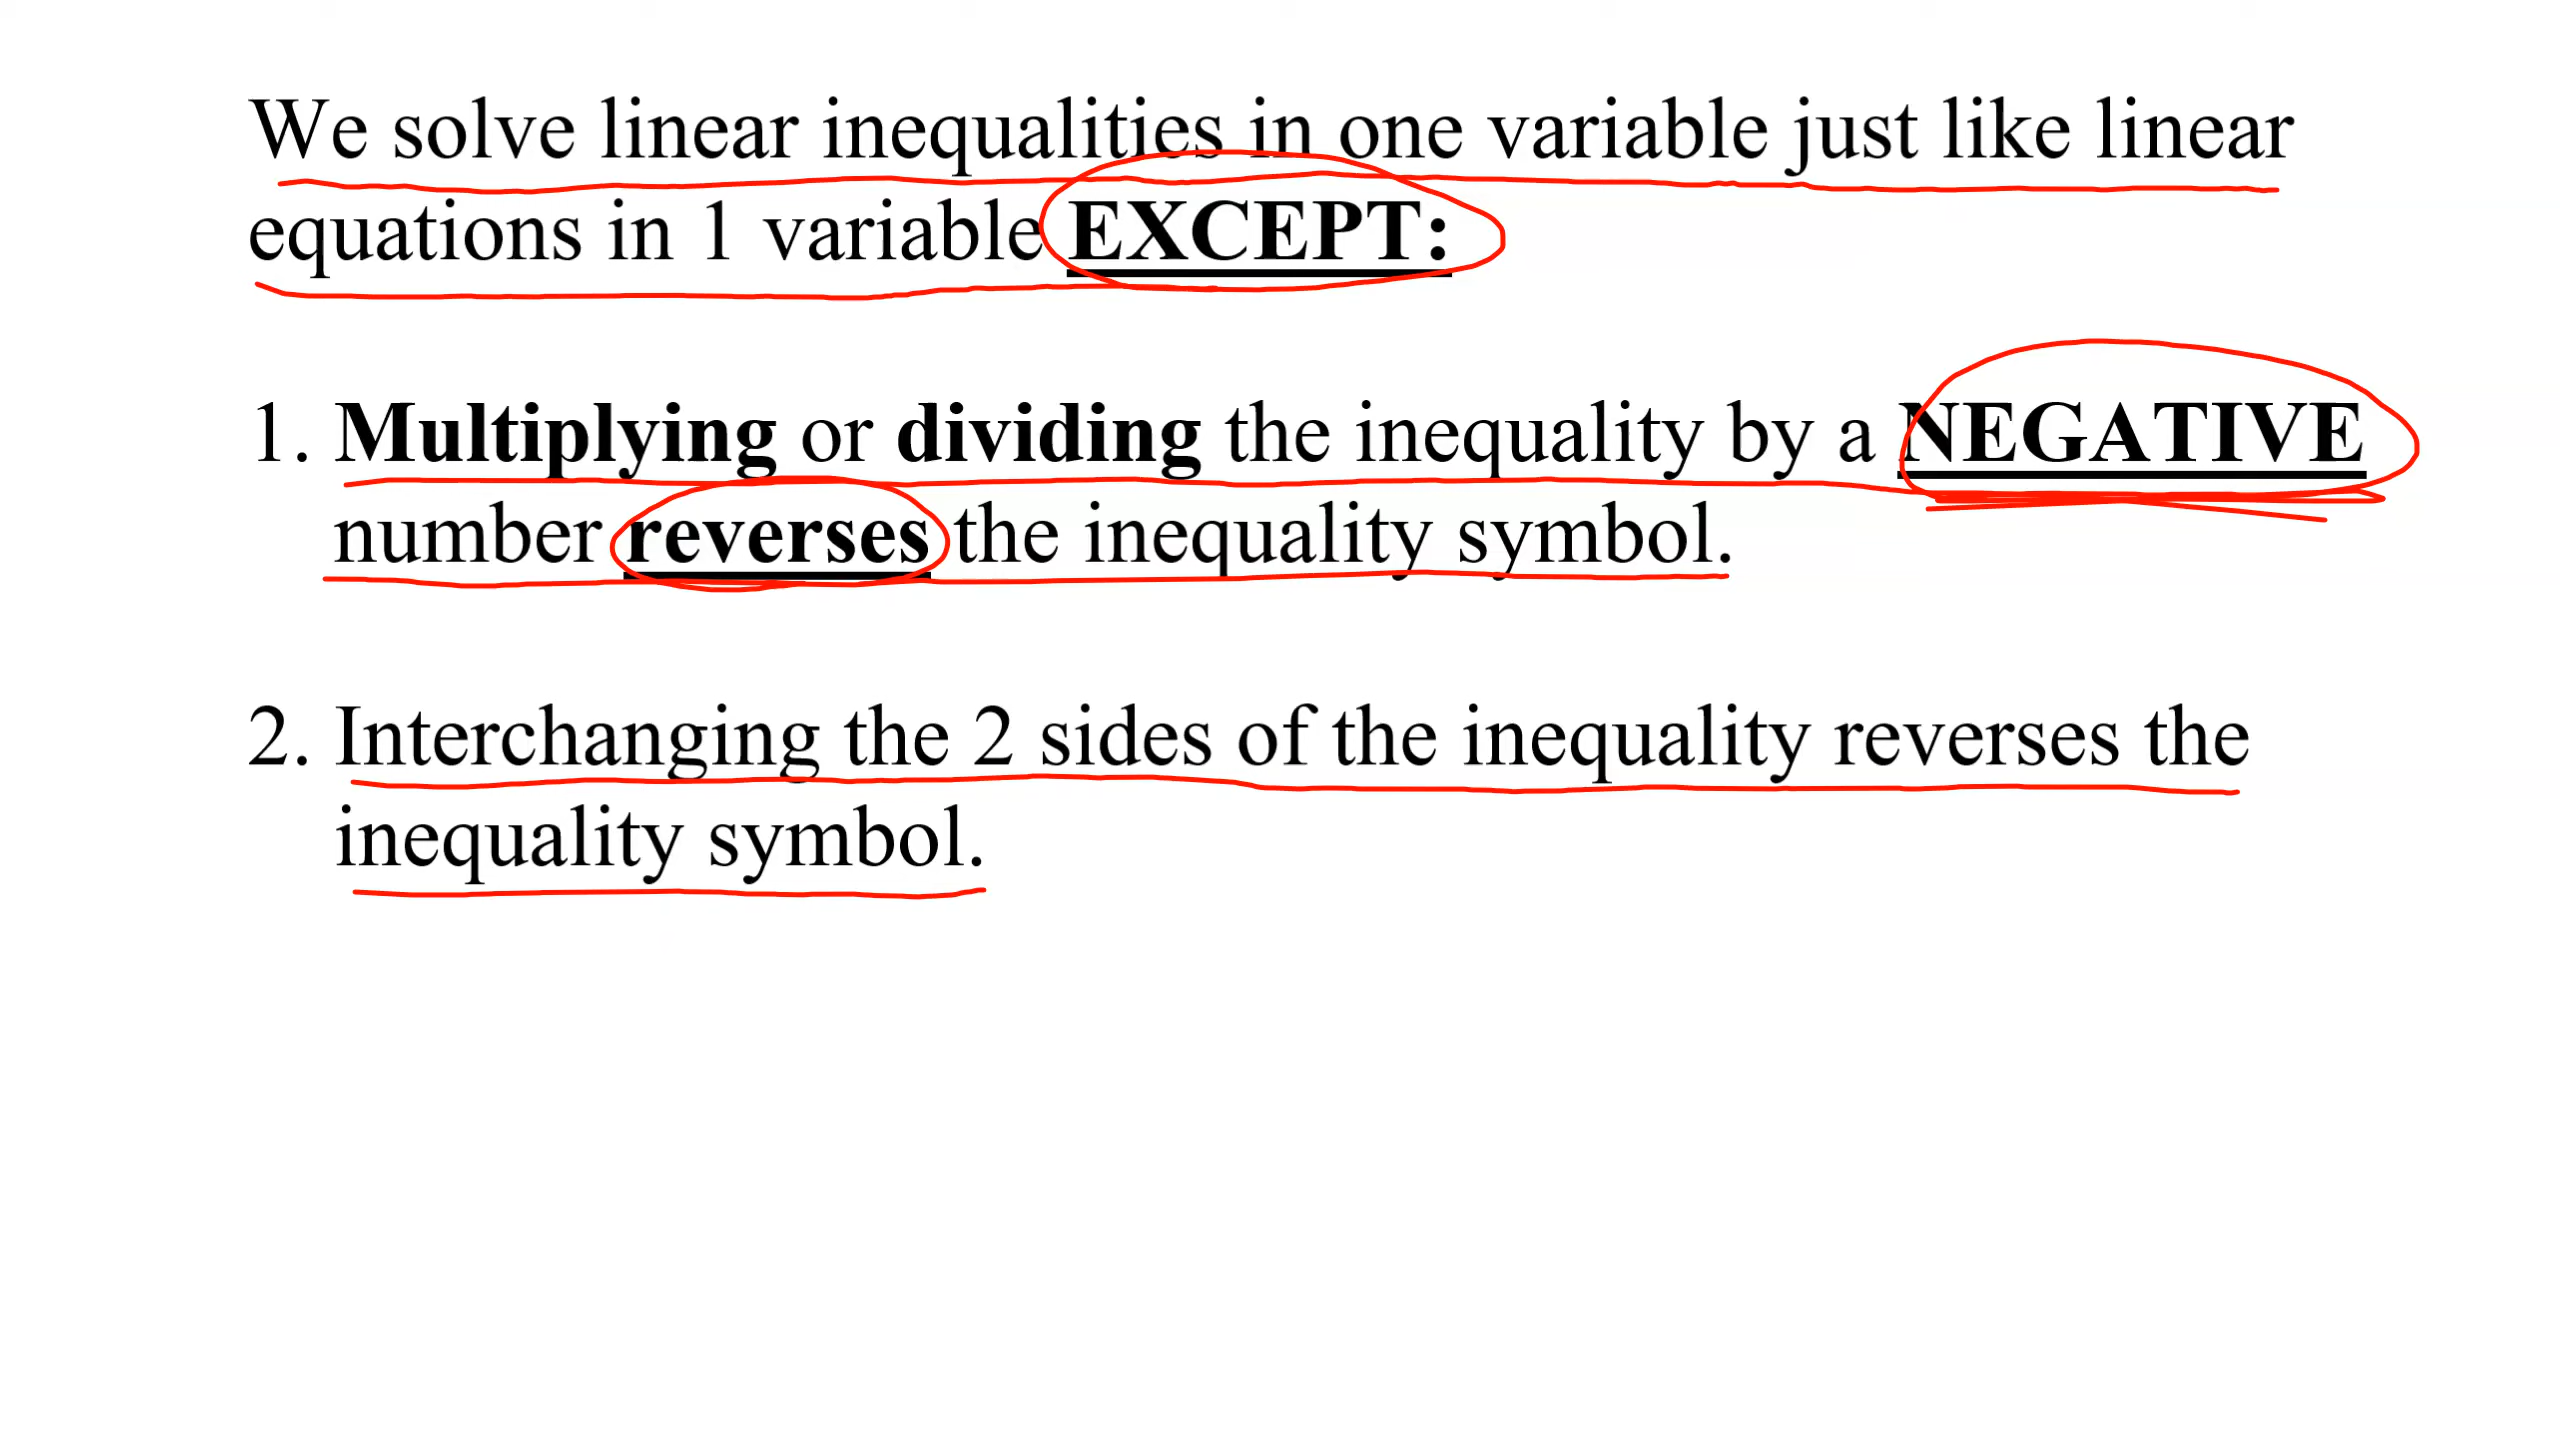 We solve linear inequalities in one variable just like linear
equations in 1 variable EXCEPT:
1. Multiplying or dividing the inequality by a NEGATIVE
number reverses the inequality symbol.
2. Interchanging the 2 sides of the inequality reverses the
inequality symbol.